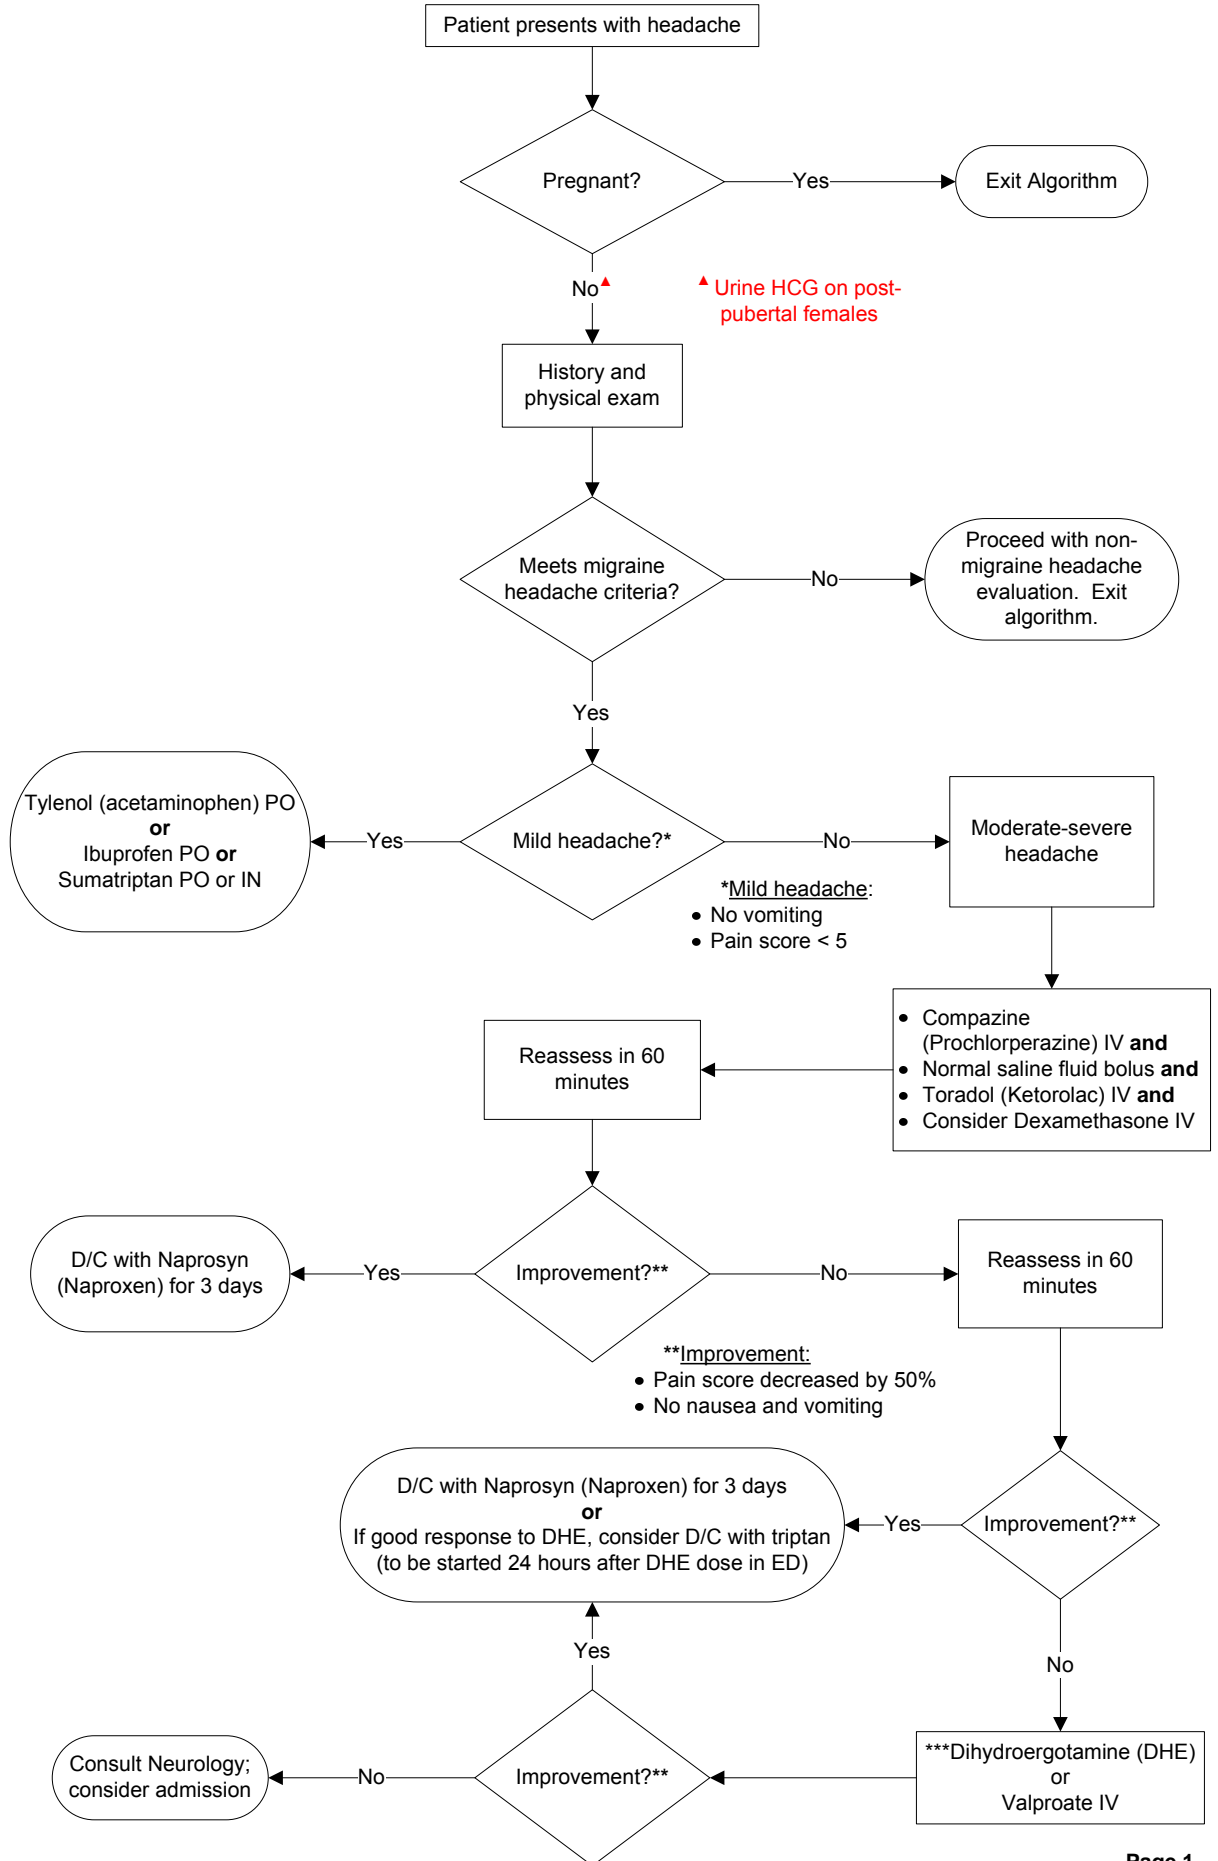 Patient presents with headache
Pregnant?
Yes
Exit Algorithm
No▲
▲ Urine HCG on post-
pubertal females
History and
physical exam
Meets migraine
headache criteria?
No
Proceed with non-
migraine headache
evaluation.  Exit
algorithm.
Yes
Tylenol (acetaminophen) PO
or
Ibuprofen PO or
Sumatriptan PO or IN
Yes
Mild headache?*
No
Moderate-severe
headache
*Mild headache:
• No vomiting
• Pain score < 5
• Compazine
(Prochlorperazine) IV and
• Normal saline fluid bolus and
• Toradol (Ketorolac) IV and
• Consider Dexamethasone IV
Reassess in 60
minutes
D/C with Naprosyn
(Naproxen) for 3 days
Yes
Improvement?**
No
Reassess in 60
minutes
**Improvement:
• Pain score decreased by 50%
• No nausea and vomiting
D/C with Naprosyn (Naproxen) for 3 days
or
If good response to DHE, consider D/C with triptan
(to be started 24 hours after DHE dose in ED)
Yes
Improvement?**
Yes
No
Consult Neurology;
consider admission
No
Improvement?**
***Dihydroergotamine (DHE)
or
Valproate IV
Page 1